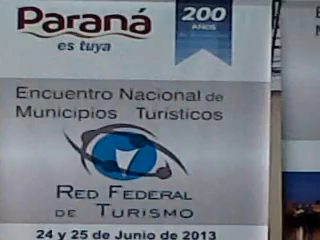 Paraná
es tuya
200
AÑOS
Encuentro Nacional de
Municipios Turísticos
RED FEDERAL
DE TURISMO
24 y 25 de Junio de 2013